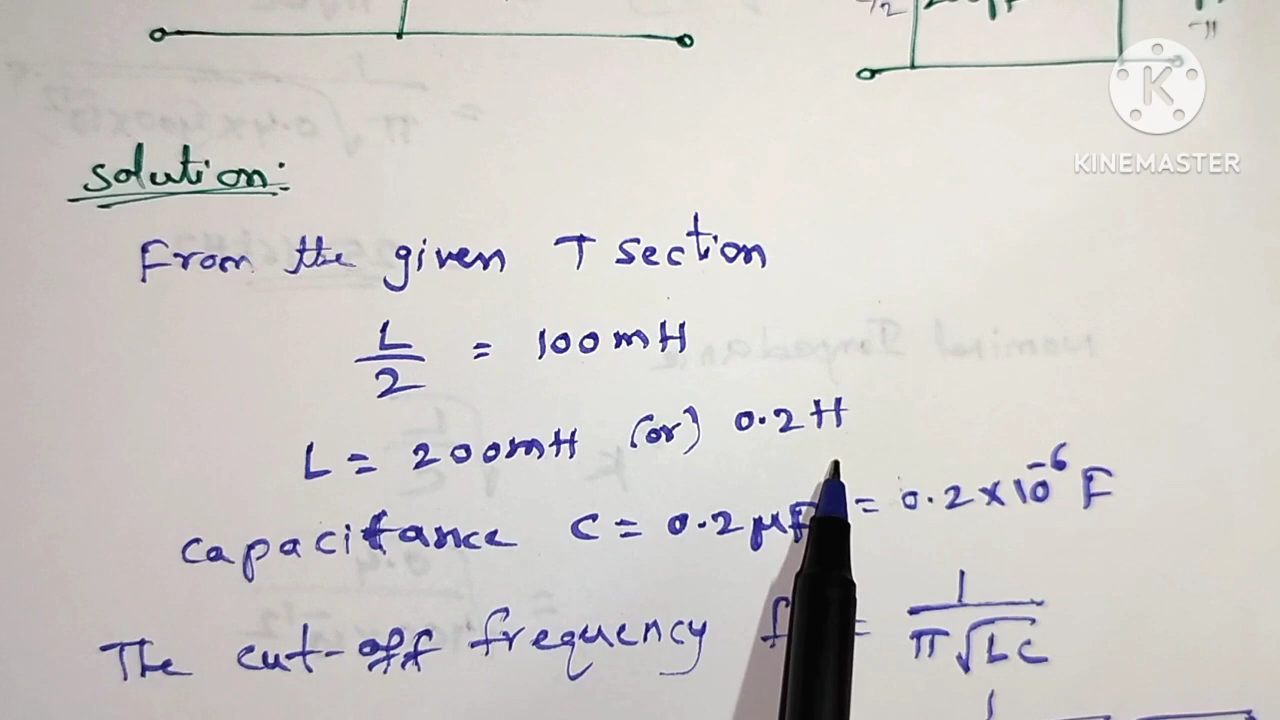 K
KINEMASTER
solution:
From the given T section
L/2 = 100mH
L = 200mH (or) 0.2H
capacitance C = 0.2μF = 0.2×10⁻⁶ F
The cut-off frequency f = 1/π√LC
1